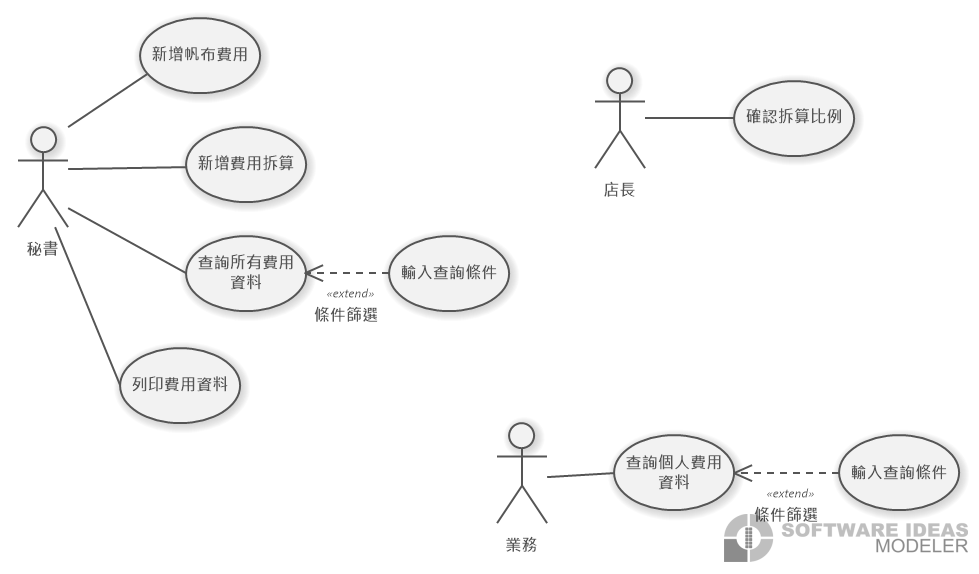 新增帆布費用
確認拆算比例
新增費用拆算
店長
秘書
查詢所有費用
資料
輸入查詢條件
«extend»
條件篩選
列印費用資料
查詢個人費用
資料
輸入查詢條件
«extend»
條件篩選
SOFTWARE IDEAS
MODELER
業務